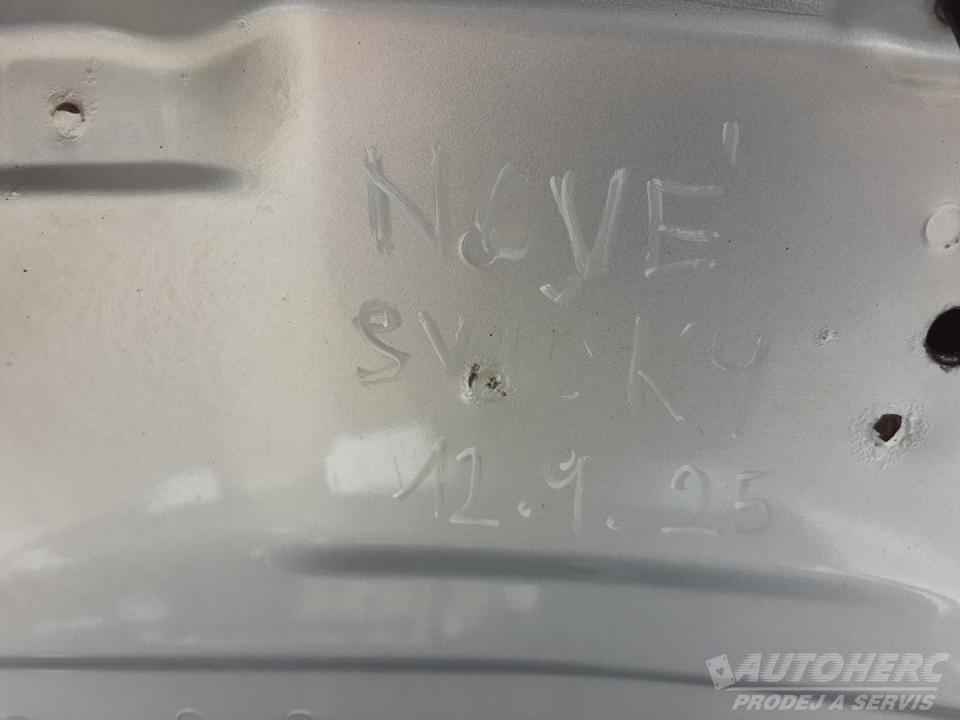 NOVÉ
SVÍČKY
12.9.25
AUTOHERC
PRODEJ A SERVIS